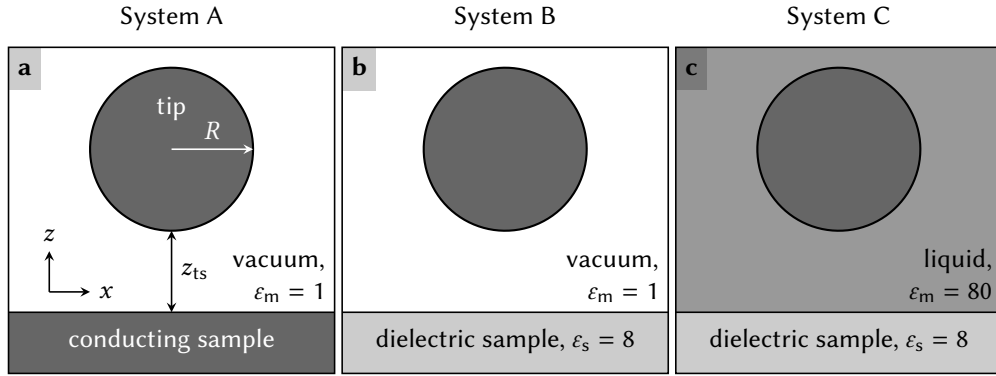 System A
System B
System C
a
tip
R
z
x
z_ts
vacuum,
ε_m = 1
conducting sample
b
vacuum,
ε_m = 1
dielectric sample, ε_s = 8
c
liquid,
ε_m = 80
dielectric sample, ε_s = 8